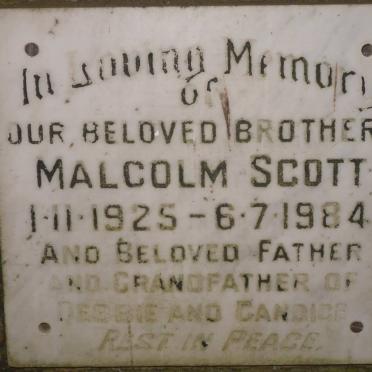 In Loving Memory
of
OUR BELOVED BROTHER
MALCOLM SCOTT
1·11·1925 – 6·7·1984
AND BELOVED FATHER
AND GRANDFATHER OF
DEBBIE AND CANDICE
REST IN PEACE